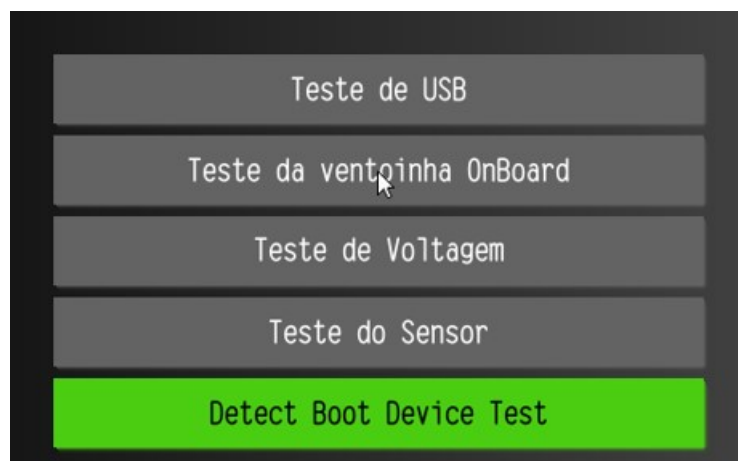 Teste de USB
Teste da ventoinha OnBoard
Teste de Voltagem
Teste do Sensor
Detect Boot Device Test